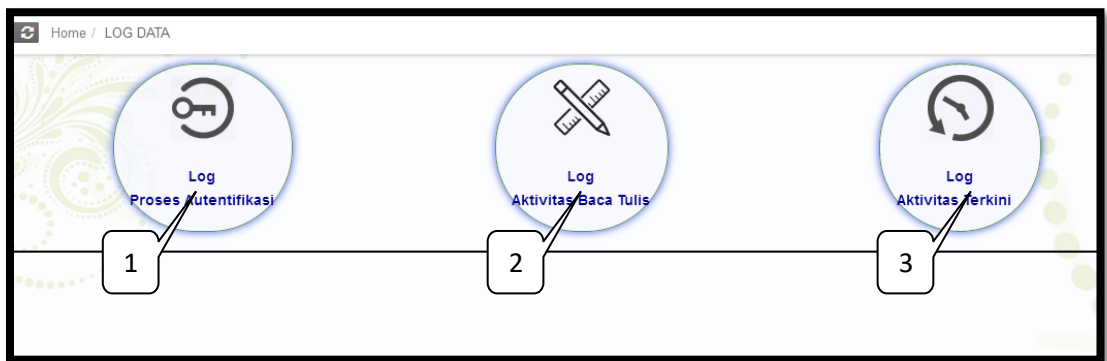 Home / LOG DATA
Log
Proses Autentifikasi
Log
Aktivitas Baca Tulis
Log
Aktivitas Terkini
1
2
3